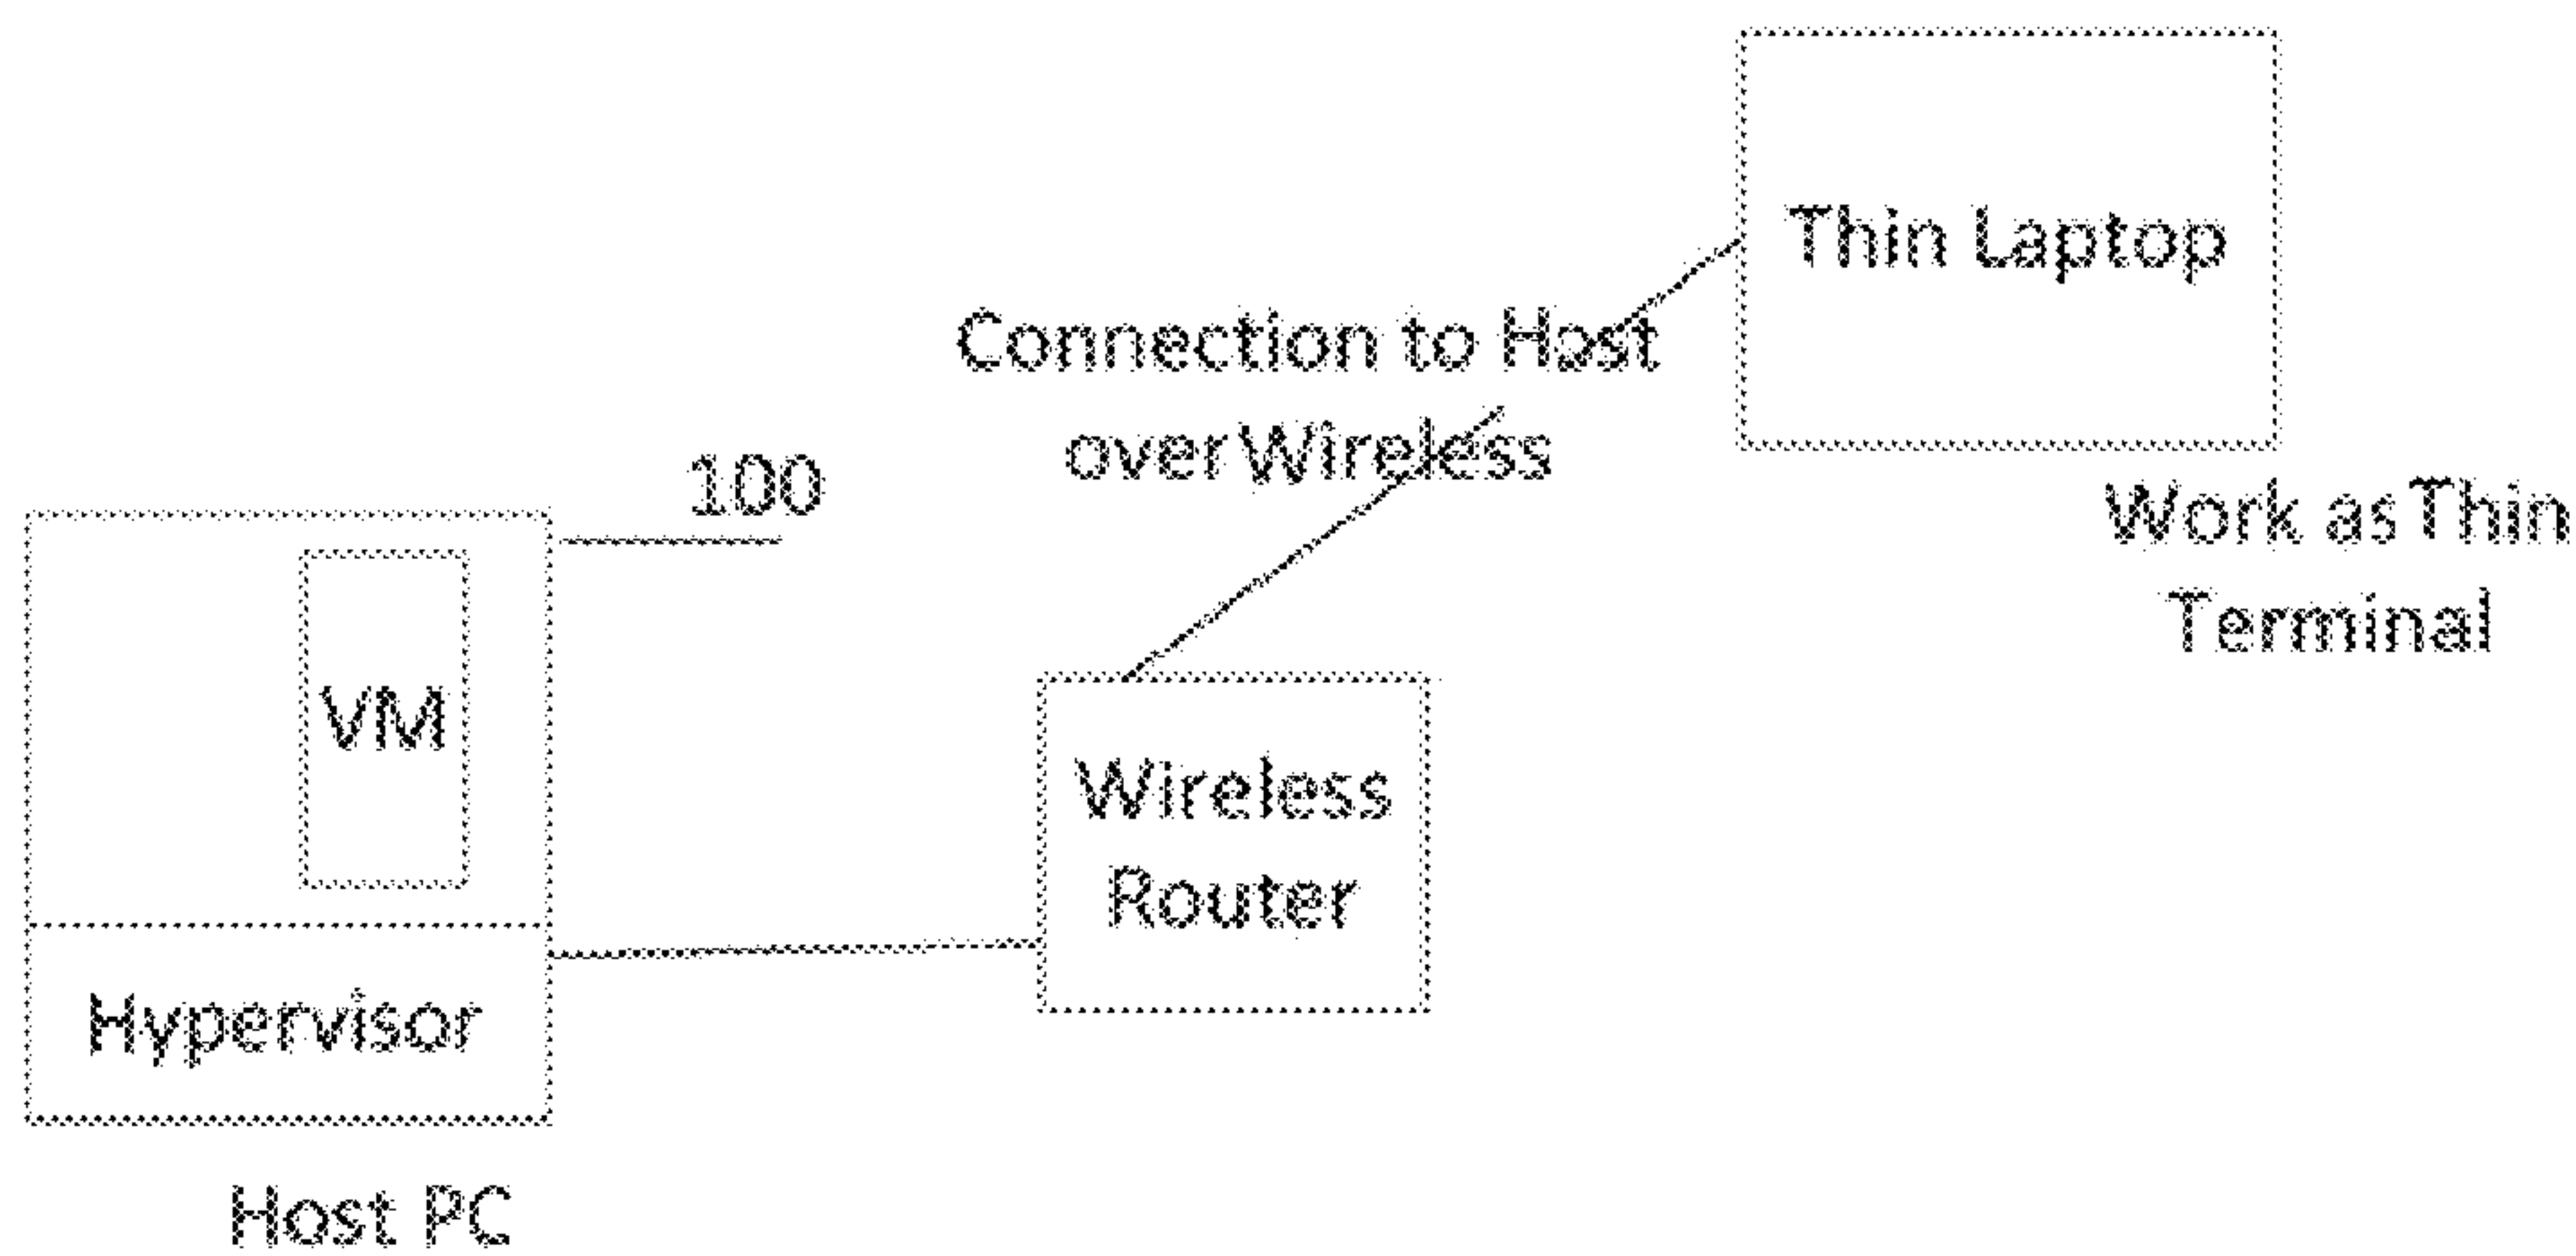 Thin Laptop
Connection to Host
over Wireless
100
Work as Thin
Terminal
VM
Wireless
Router
Hypervisor
Host PC